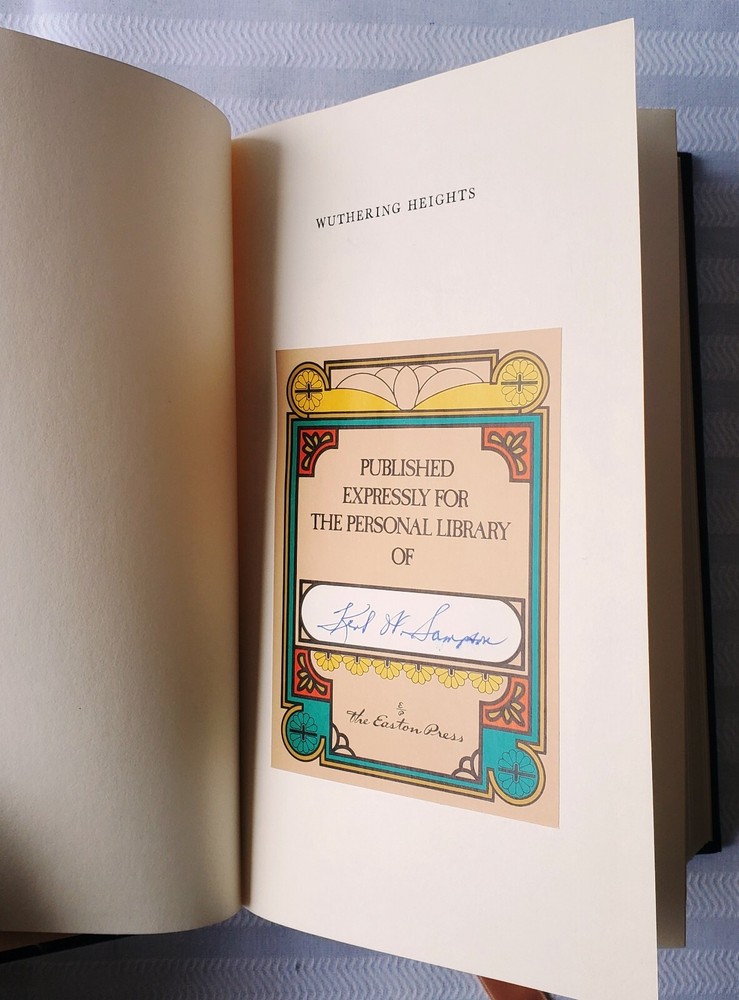 WUTHERING HEIGHTS
PUBLISHED
EXPRESSLY FOR
THE PERSONAL LIBRARY
OF
W. Sampson
E/P
the Easton Press